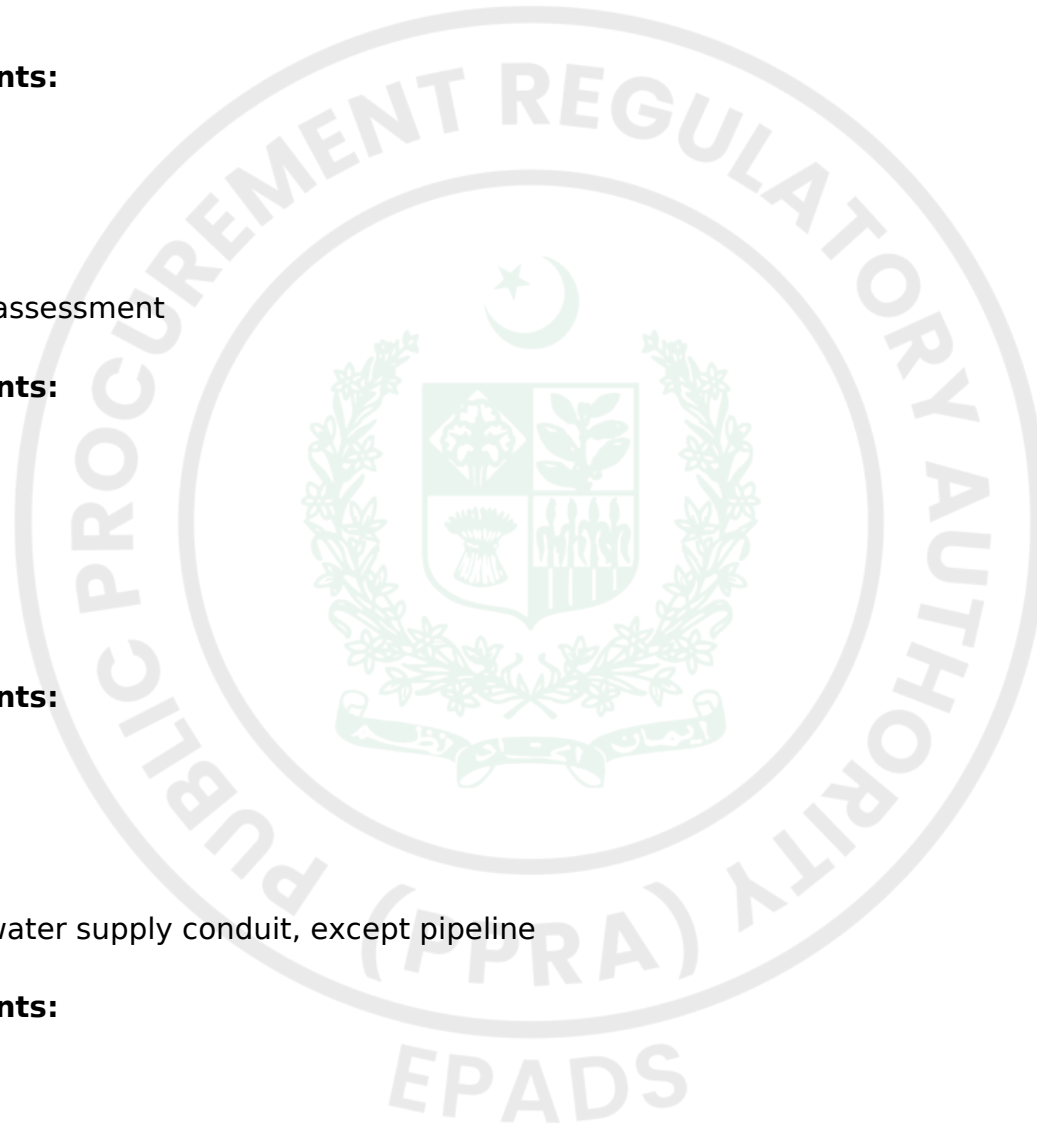 nts:
assessment
nts:
nts:
water supply conduit, except pipeline
nts:
PUBLIC PROCUREMENT REGULATORY AUTHORITY
(PPRA)
EPADS